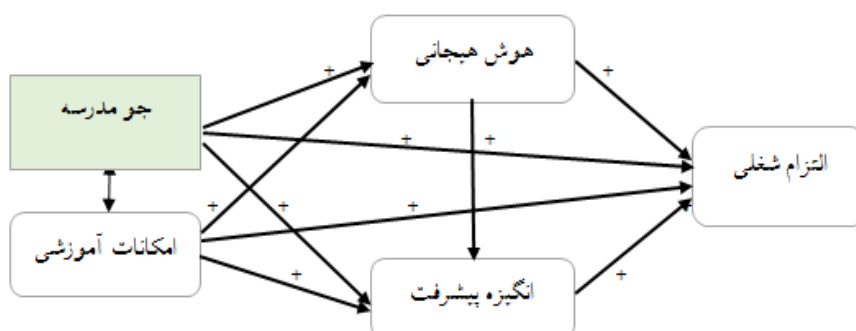 هوش هیجانی
+
+
جو مدرسه
+
+
التزام شغلی
+
+
+
امکانات آموزشی
+
+
انگیزه پیشرفت